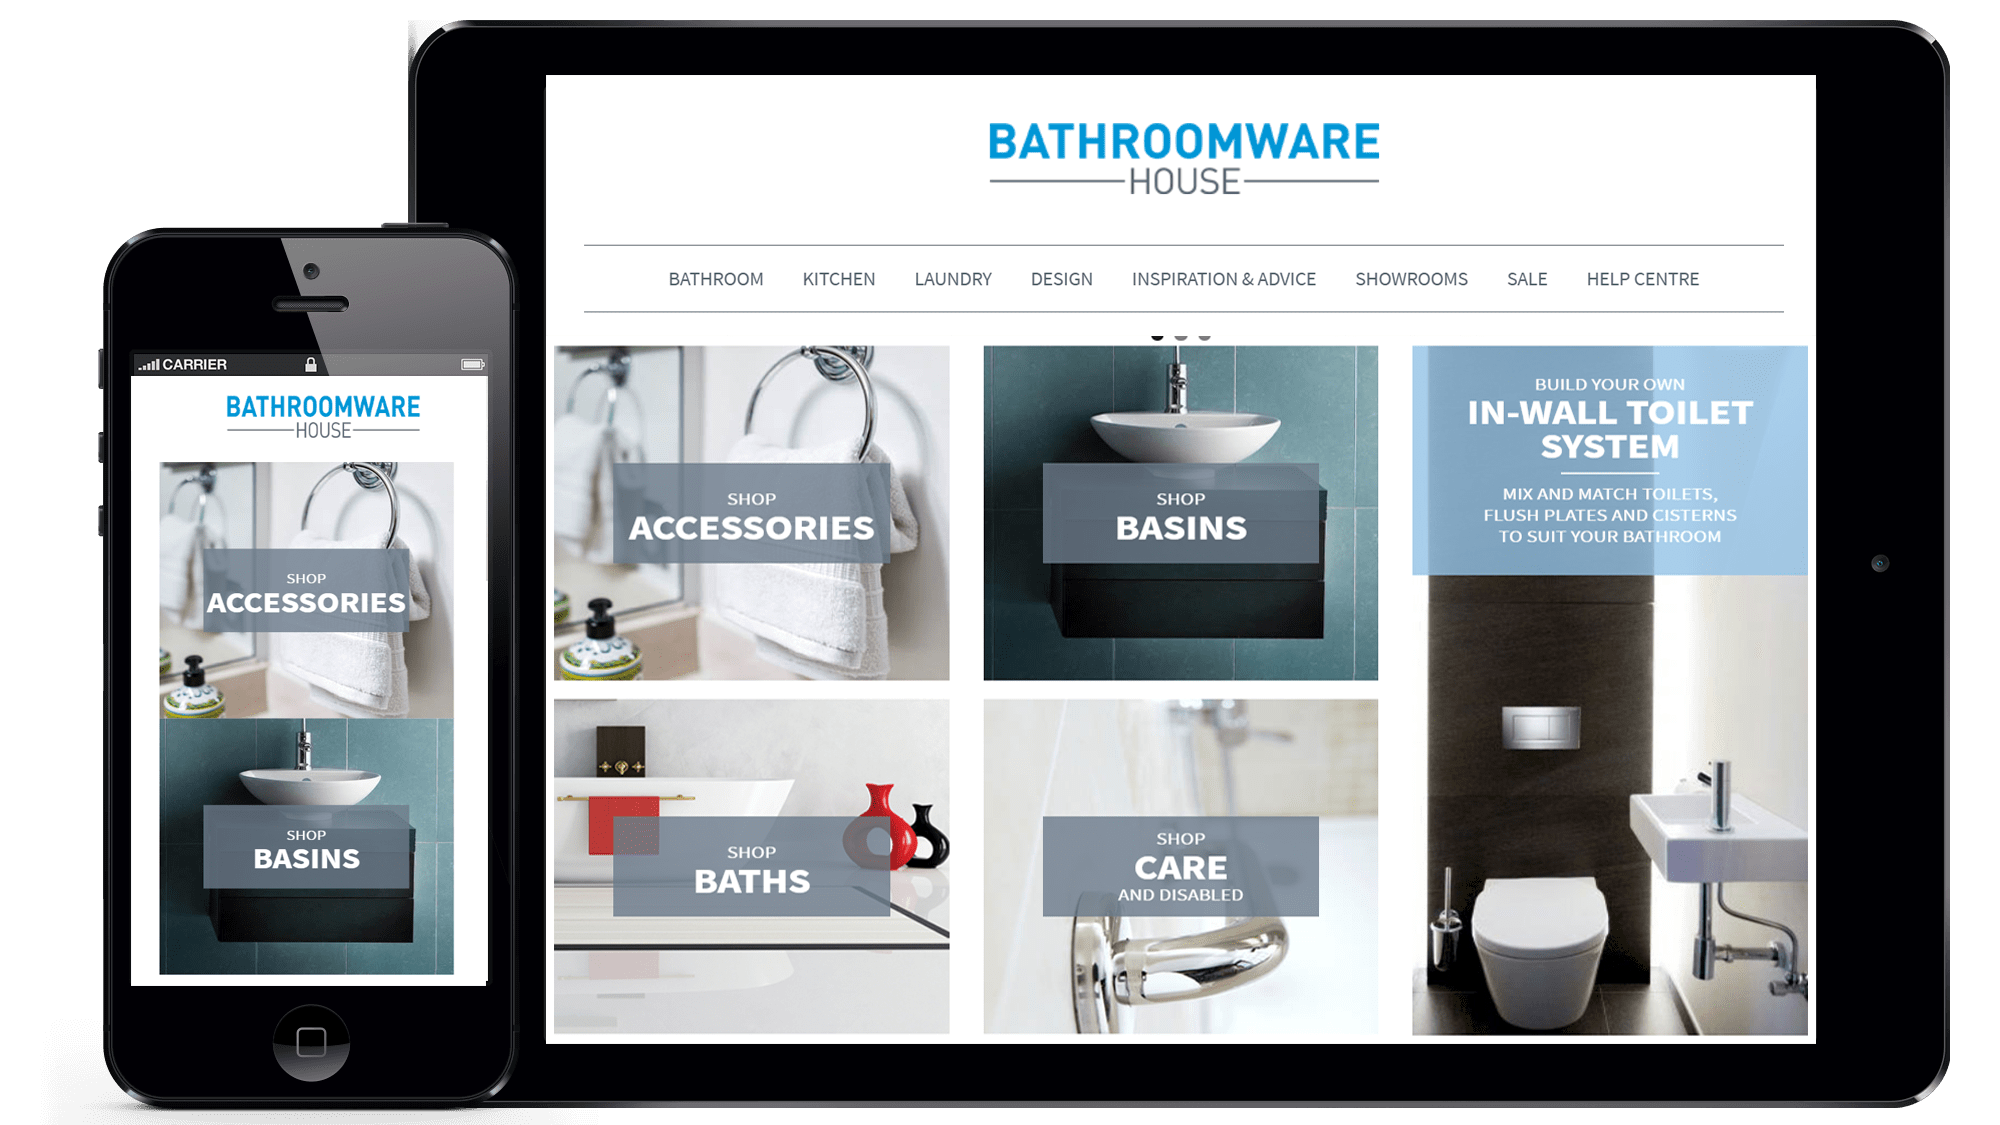 BATHROOMWARE
HOUSE
BATHROOM KITCHEN LAUNDRY DESIGN INSPIRATION & ADVICE SHOWROOMS SALE HELP CENTRE
SHOP
ACCESSORIES
SHOP
BASINS
BUILD YOUR OWN
IN-WALL TOILET
SYSTEM
MIX AND MATCH TOILETS,
FLUSH PLATES AND CISTERNS
TO SUIT YOUR BATHROOM
SHOP
BATHS
SHOP
CARE
AND DISABLED
CARRIER
BATHROOMWARE
HOUSE
SHOP
ACCESSORIES
SHOP
BASINS